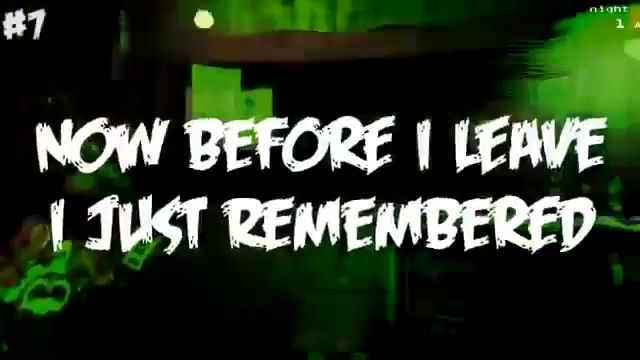 #7
night
1 A
NOW BEFORE I LEAVE
I JUST REMEMBERED